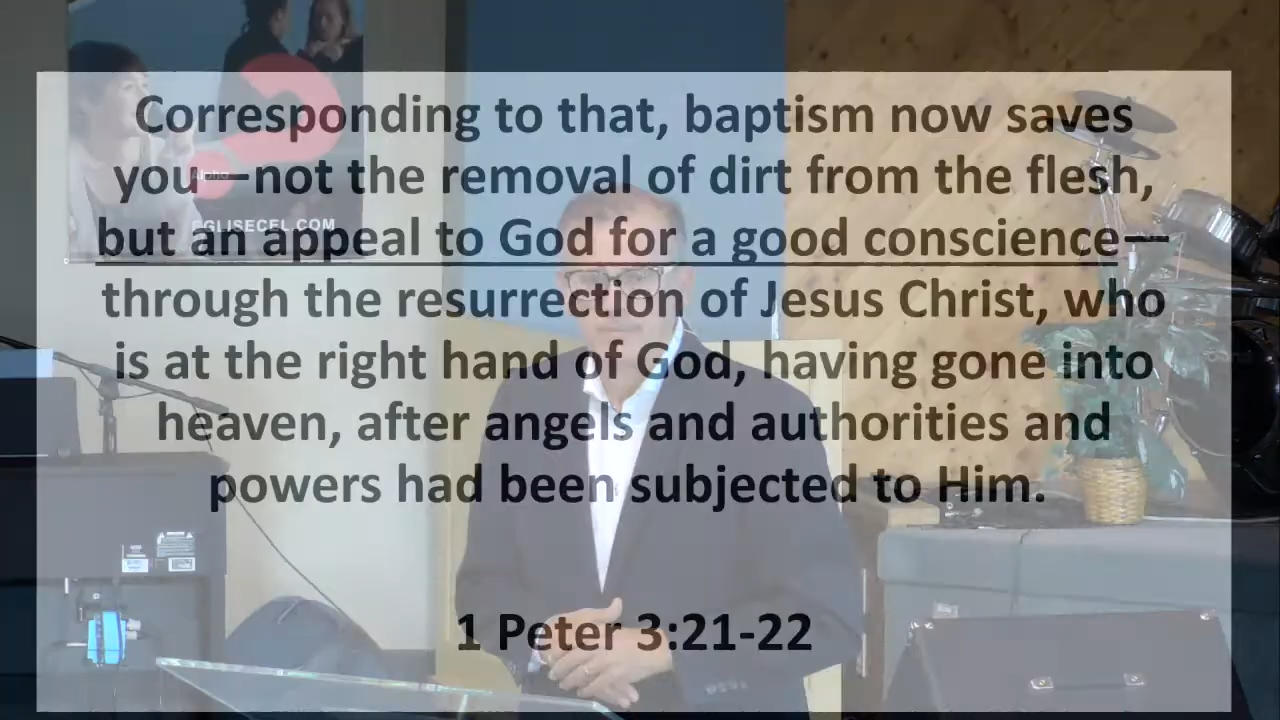 Corresponding to that, baptism now saves
you—not the removal of dirt from the flesh,
but an appeal to God for a good conscience—
through the resurrection of Jesus Christ, who
is at the right hand of God, having gone into
heaven, after angels and authorities and
powers had been subjected to Him.
1 Peter 3:21-22
Alpha
EGLISECEL.COM